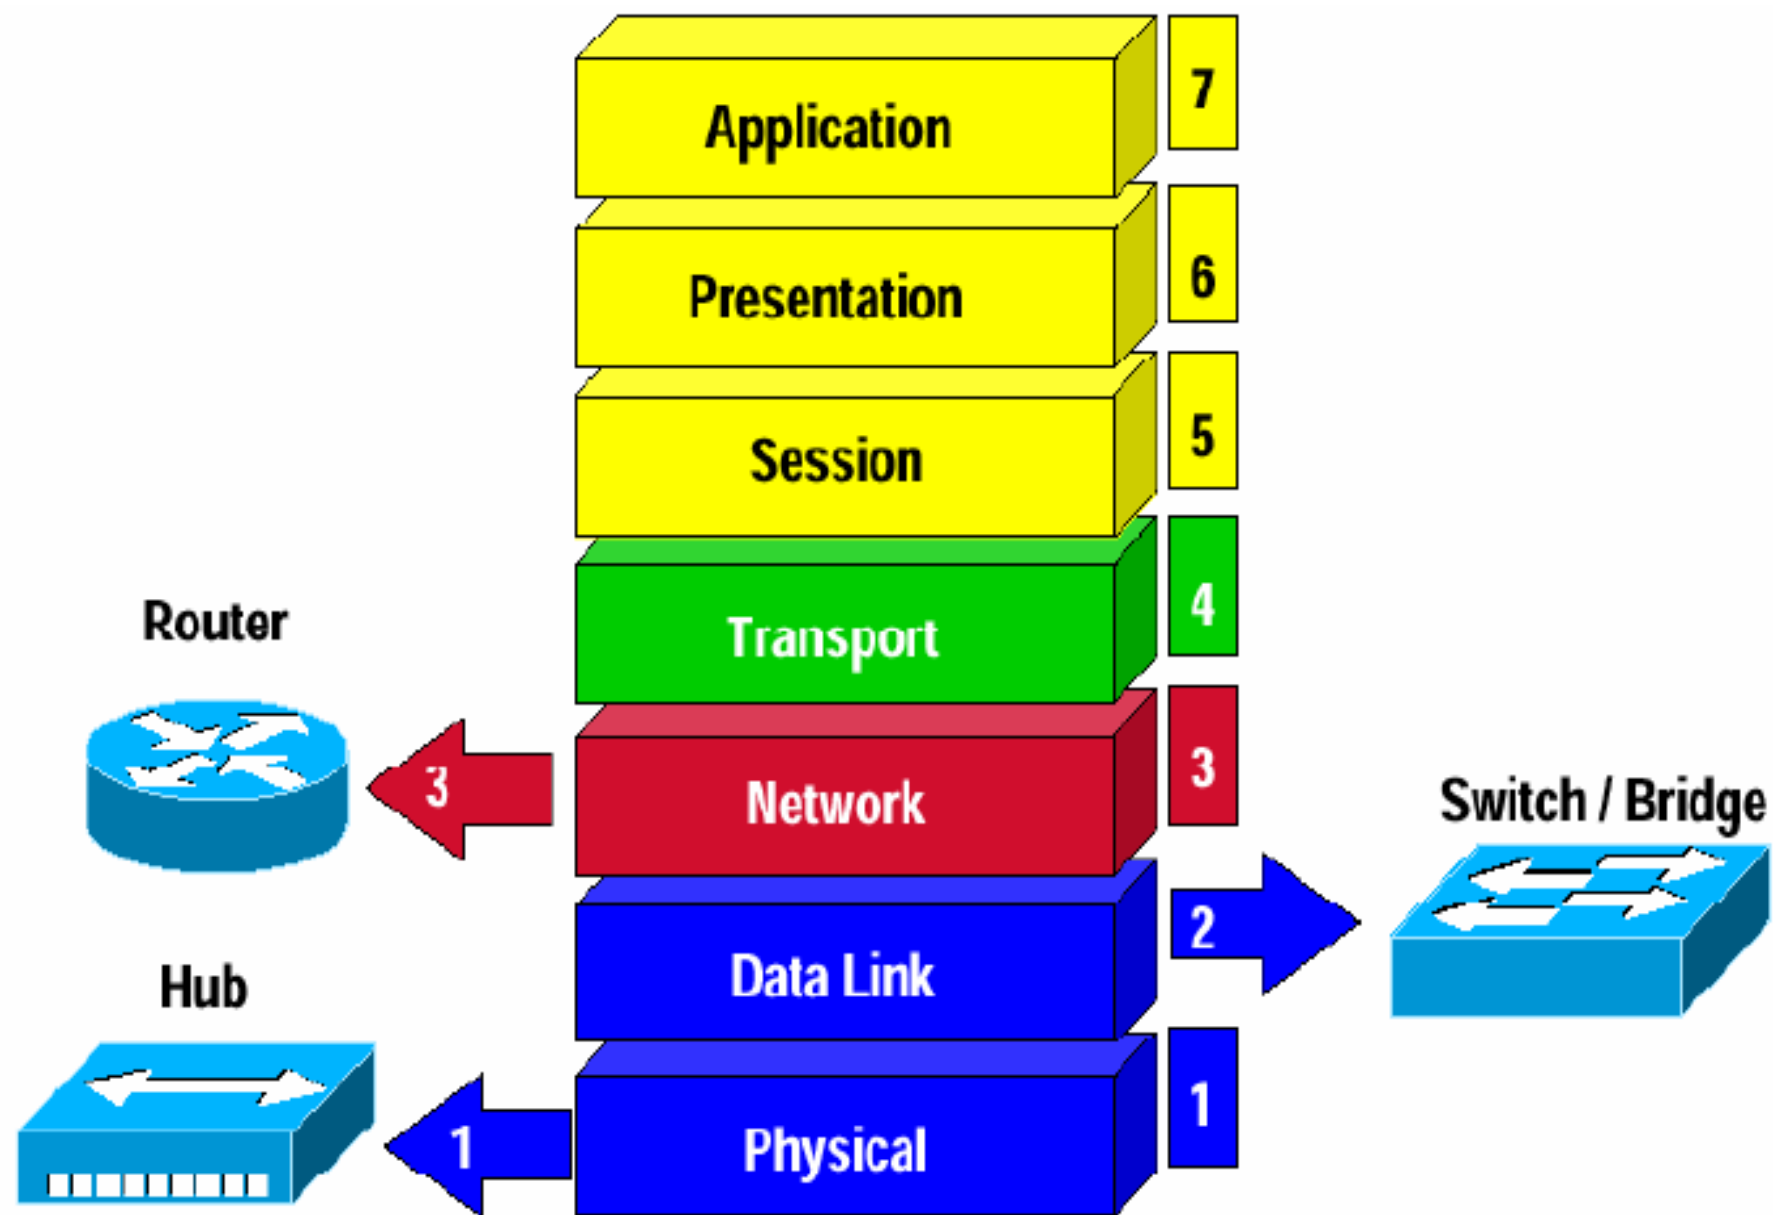 Application
7
Presentation
6
Session
5
Transport
4
Router
Network
3
3
Switch / Bridge
Data Link
2
Hub
Physical
1
1